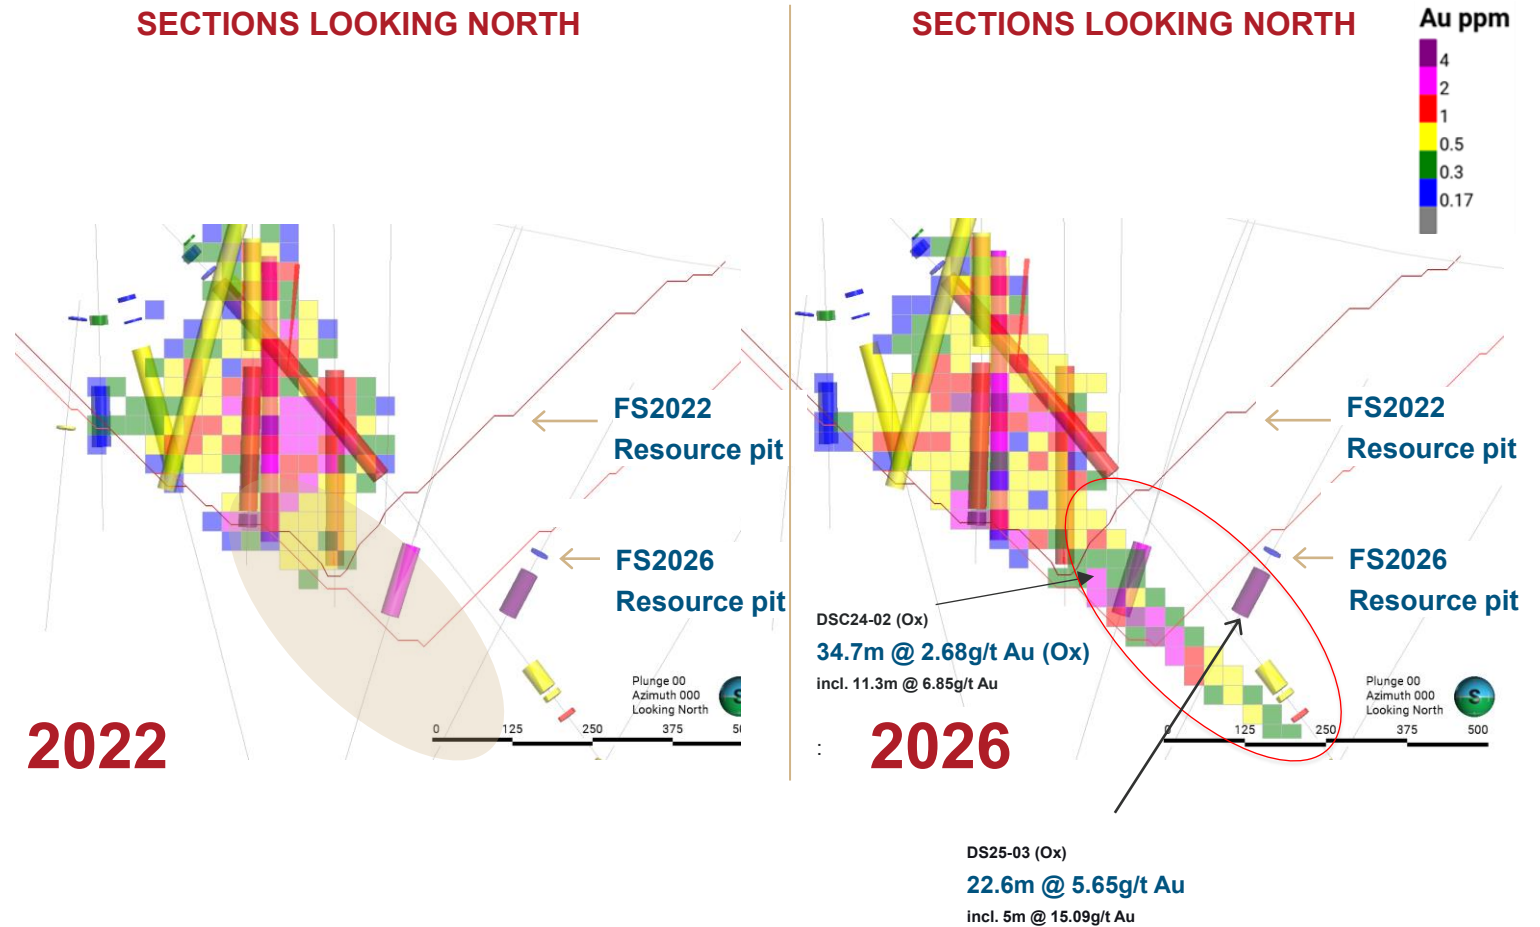 SECTIONS LOOKING NORTH
FS2022
Resource pit
FS2026
Resource pit
Plunge 00
Azimuth 000
Looking North
S
0 125 250 375 50
2022
SECTIONS LOOKING NORTH
Au ppm
4
2
1
0.5
0.3
0.17
FS2022
Resource pit
FS2026
Resource pit
DSC24-02 (Ox)
34.7m @ 2.68g/t Au (Ox)
incl. 11.3m @ 6.85g/t Au
Plunge 00
Azimuth 000
Looking North
S
0 125 250 375 500
: 2026
DS25-03 (Ox)
22.6m @ 5.65g/t Au
incl. 5m @ 15.09g/t Au